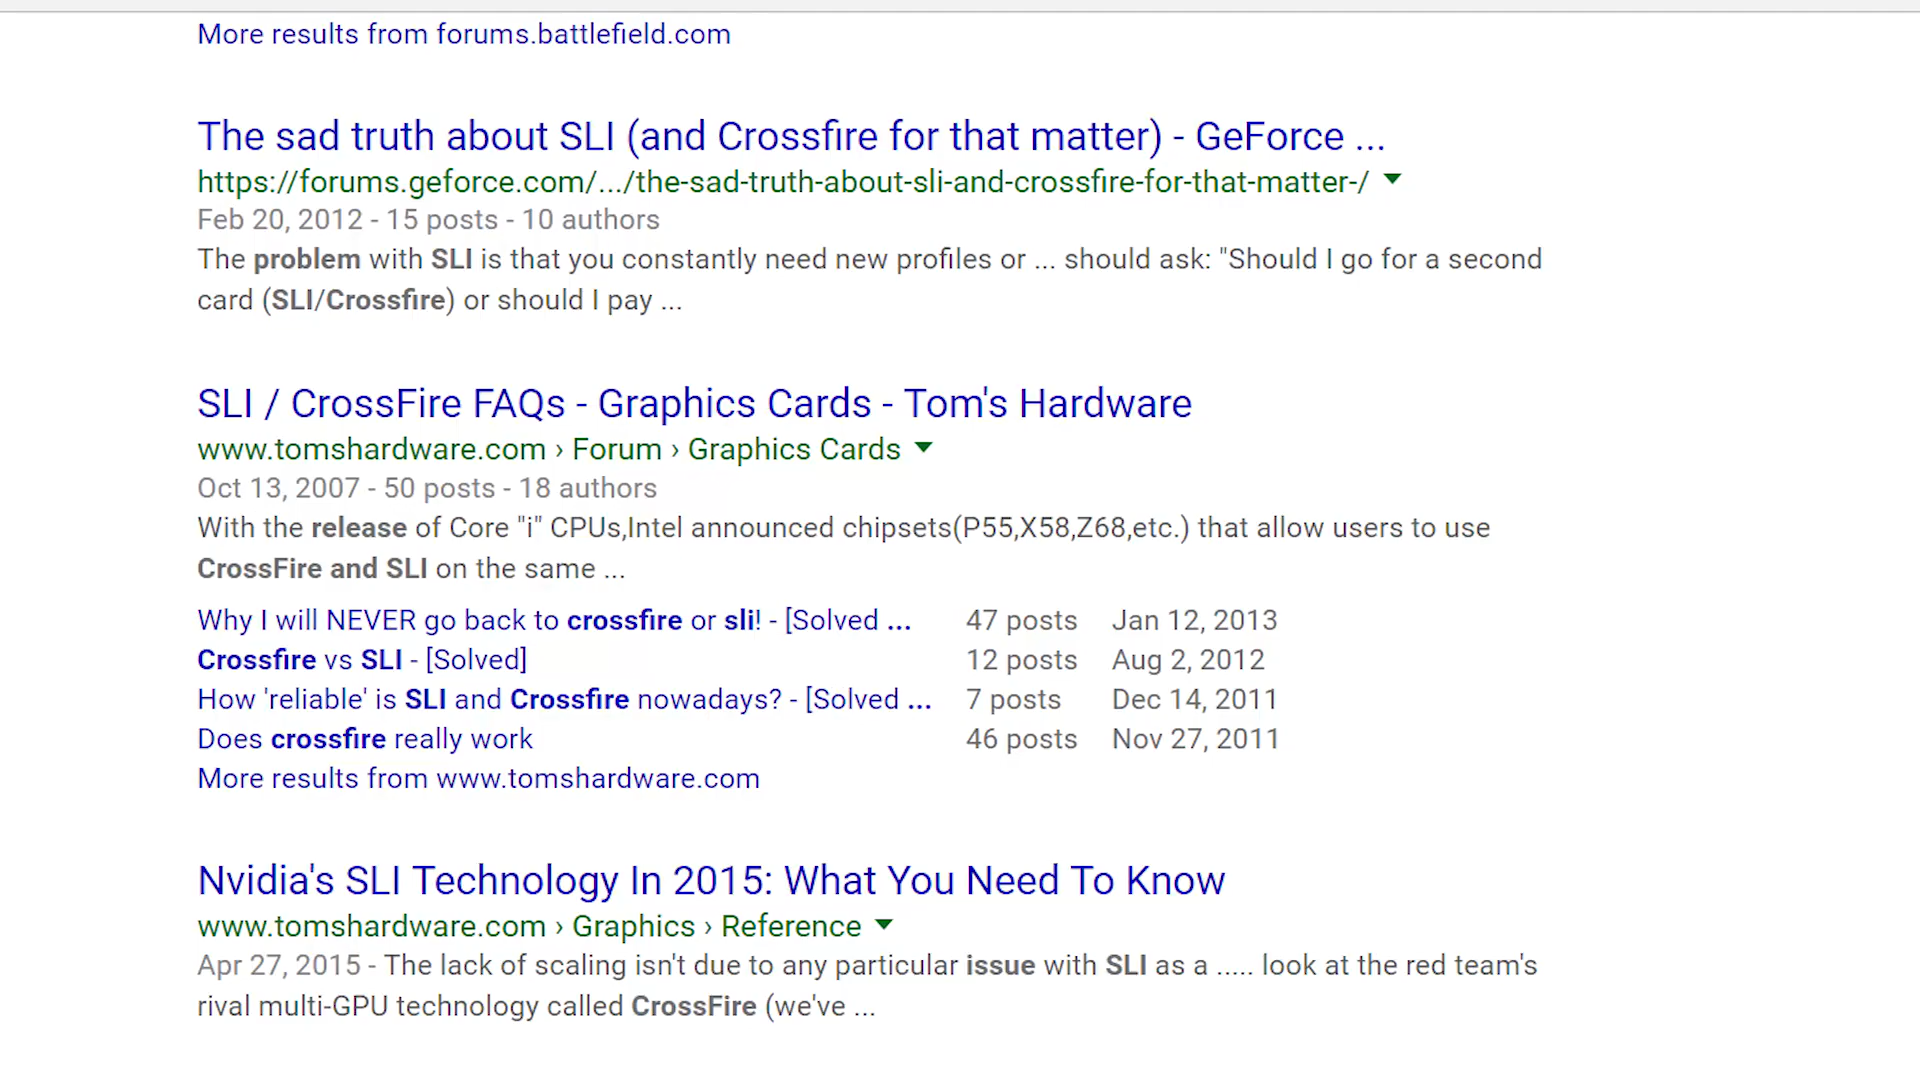 More results from forums.battlefield.com
The sad truth about SLI (and Crossfire for that matter) - GeForce ...
https://forums.geforce.com/.../the-sad-truth-about-sli-and-crossfire-for-that-matter-/
Feb 20, 2012 - 15 posts - 10 authors
The problem with SLI is that you constantly need new profiles or ... should ask: "Should I go for a second
card (SLI/Crossfire) or should I pay ...
SLI / CrossFire FAQs - Graphics Cards - Tom's Hardware
www.tomshardware.com › Forum › Graphics Cards
Oct 13, 2007 - 50 posts - 18 authors
With the release of Core "i" CPUs,Intel announced chipsets(P55,X58,Z68,etc.) that allow users to use
CrossFire and SLI on the same ...
Why I will NEVER go back to crossfire or sli! - [Solved ... 47 posts Jan 12, 2013
Crossfire vs SLI - [Solved] 12 posts Aug 2, 2012
How 'reliable' is SLI and Crossfire nowadays? - [Solved ... 7 posts Dec 14, 2011
Does crossfire really work 46 posts Nov 27, 2011
More results from www.tomshardware.com
Nvidia's SLI Technology In 2015: What You Need To Know
www.tomshardware.com › Graphics › Reference
Apr 27, 2015 - The lack of scaling isn't due to any particular issue with SLI as a ..... look at the red team's
rival multi-GPU technology called CrossFire (we've ...